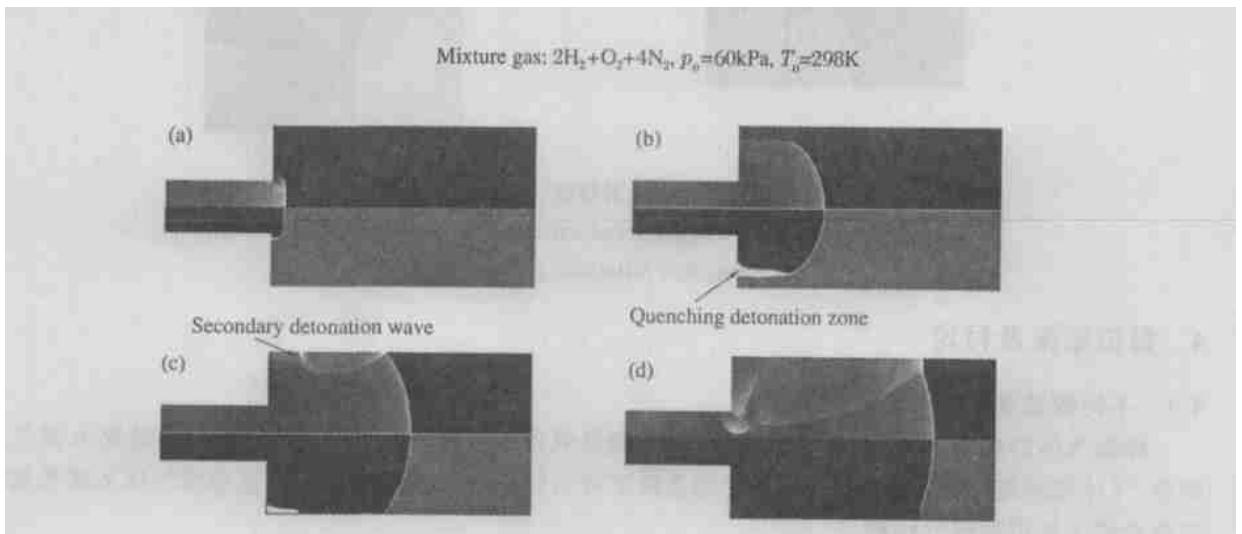 Mixture gas: 2H₂+O₂+4N₂, p₀=60kPa, T₀=298K
(a)
(b)
Quenching detonation zone
Secondary detonation wave
(c)
(d)